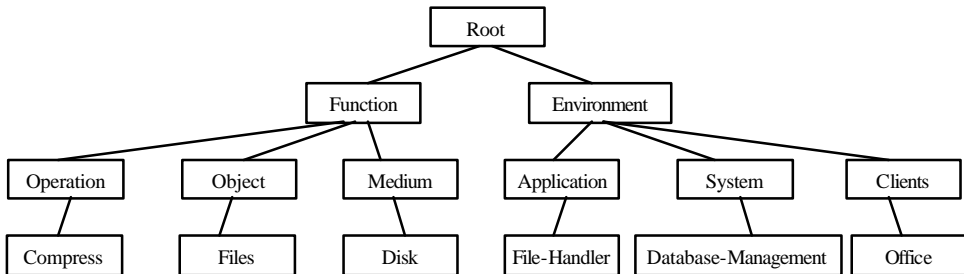 Root
Function Environment
Operation Object Medium Application System Clients
Compress Files Disk File-Handler Database-Management Office